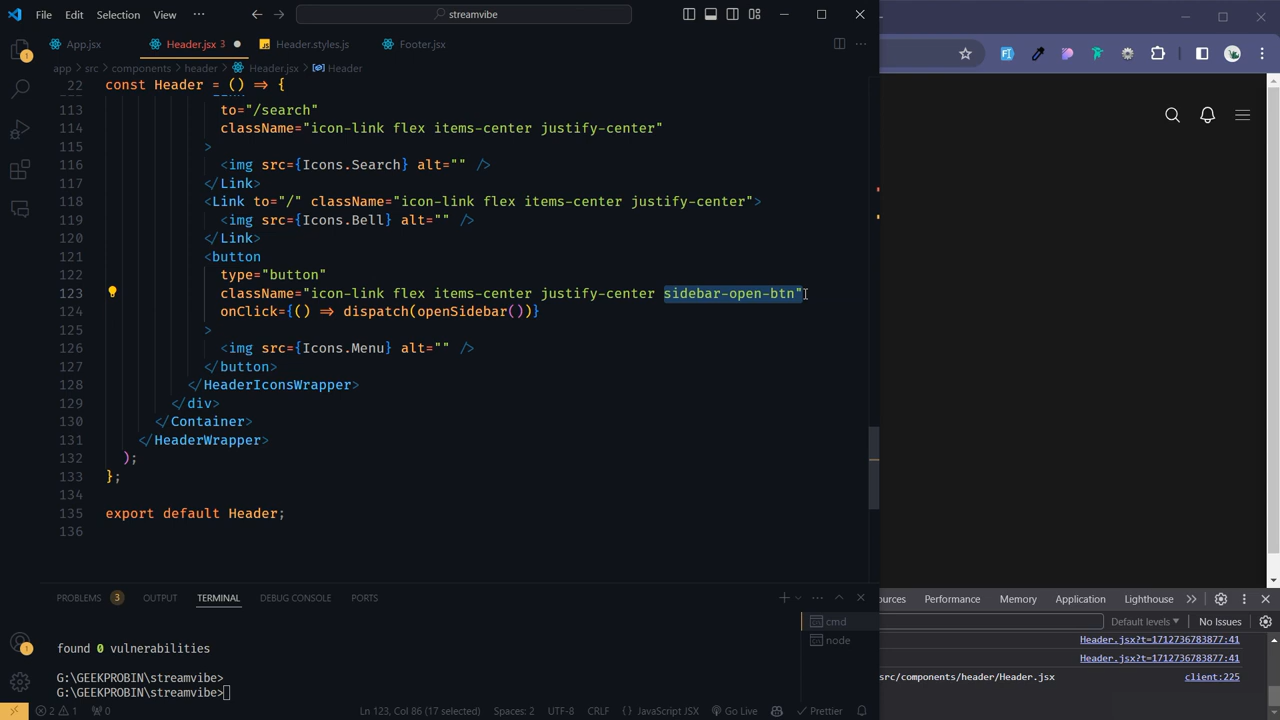 File Edit Selection View ··· streamvibe
App.jsx Header.jsx 3 Header.styles.js Footer.jsx ···
app > src > components > header > Header.jsx > Header
22 const Header = () => {
113 to="/search"
114 className="icon-link flex items-center justify-center"
115 >
116 <img src={Icons.Search} alt="" />
117 </Link>
118 <Link to="/" className="icon-link flex items-center justify-center">
119 <img src={Icons.Bell} alt="" />
120 </Link>
121 <button
122 type="button"
123 className="icon-link flex items-center justify-center sidebar-open-btn"
124 onClick={() => dispatch(openSidebar())}
125 >
126 <img src={Icons.Menu} alt="" />
127 </button>
128 </HeaderIconsWrapper>
129 </div>
130 </Container>
131 </HeaderWrapper>
132 );
133 };
134
135 export default Header;
136
PROBLEMS 3 OUTPUT TERMINAL DEBUG CONSOLE PORTS
found 0 vulnerabilities
G:\GEEKPROBIN\streamvibe>
G:\GEEKPROBIN\streamvibe>
cmd
node
2 1 0 Ln 123, Col 86 (17 selected) Spaces: 2 UTF-8 CRLF {} JavaScript JSX Go Live Prettier
ources Performance Memory Application Lighthouse
Default levels No Issues
Header.jsx?t=1712736783877:41
Header.jsx?t=1712736783877:41
src/components/header/Header.jsx client:225